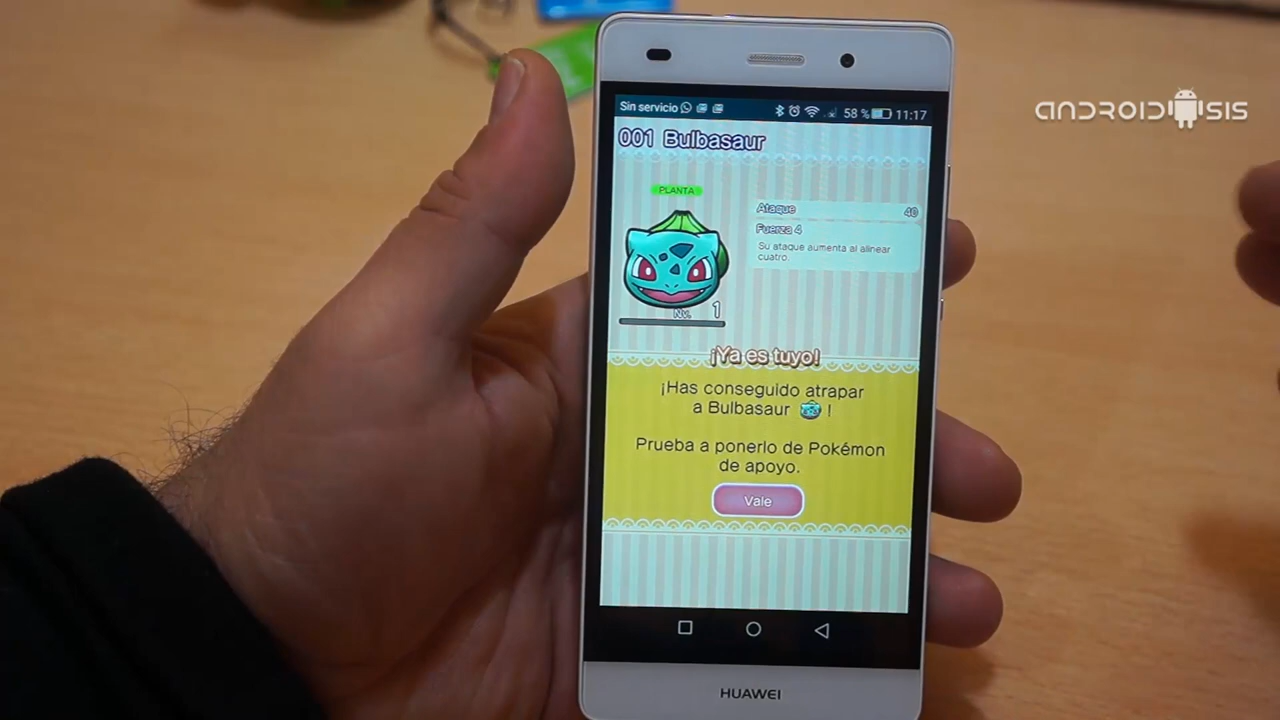 Sin servicio 58 % 11:17
ANDROIDSIS
001 Bulbasaur
PLANTA
Ataque 40
Fuerza 4
Su ataque aumenta al alinear
cuatro.
Nv. 1
¡Ya es tuyo!
¡Has conseguido atrapar
a Bulbasaur !
Prueba a ponerlo de Pokémon
de apoyo.
Vale
HUAWEI